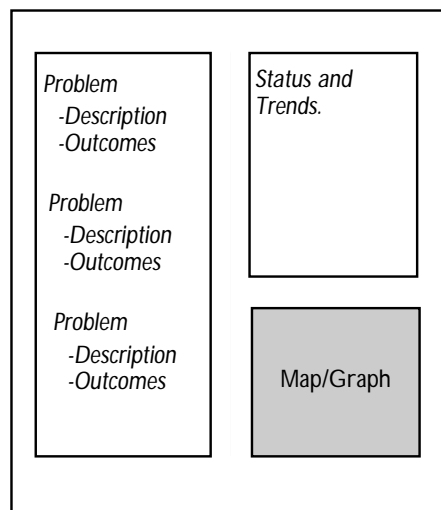 Problem
-Description
-Outcomes
Problem
-Description
-Outcomes
Problem
-Description
-Outcomes
Status and
Trends.
Map/Graph